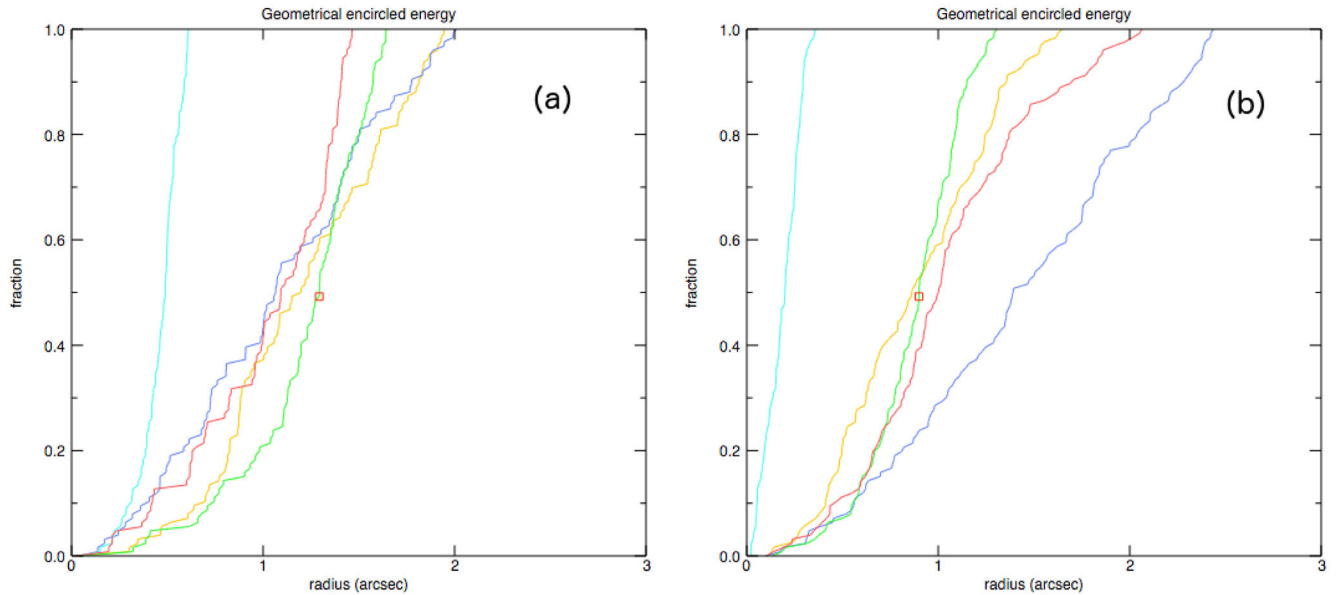 Geometrical encircled energy
1.0
0.8
0.6
0.4
0.2
0.0
fraction
(a)
0
1
2
3
radius (arcsec)
Geometrical encircled energy
1.0
0.8
0.6
0.4
0.2
0.0
fraction
(b)
0
1
2
3
radius (arcsec)